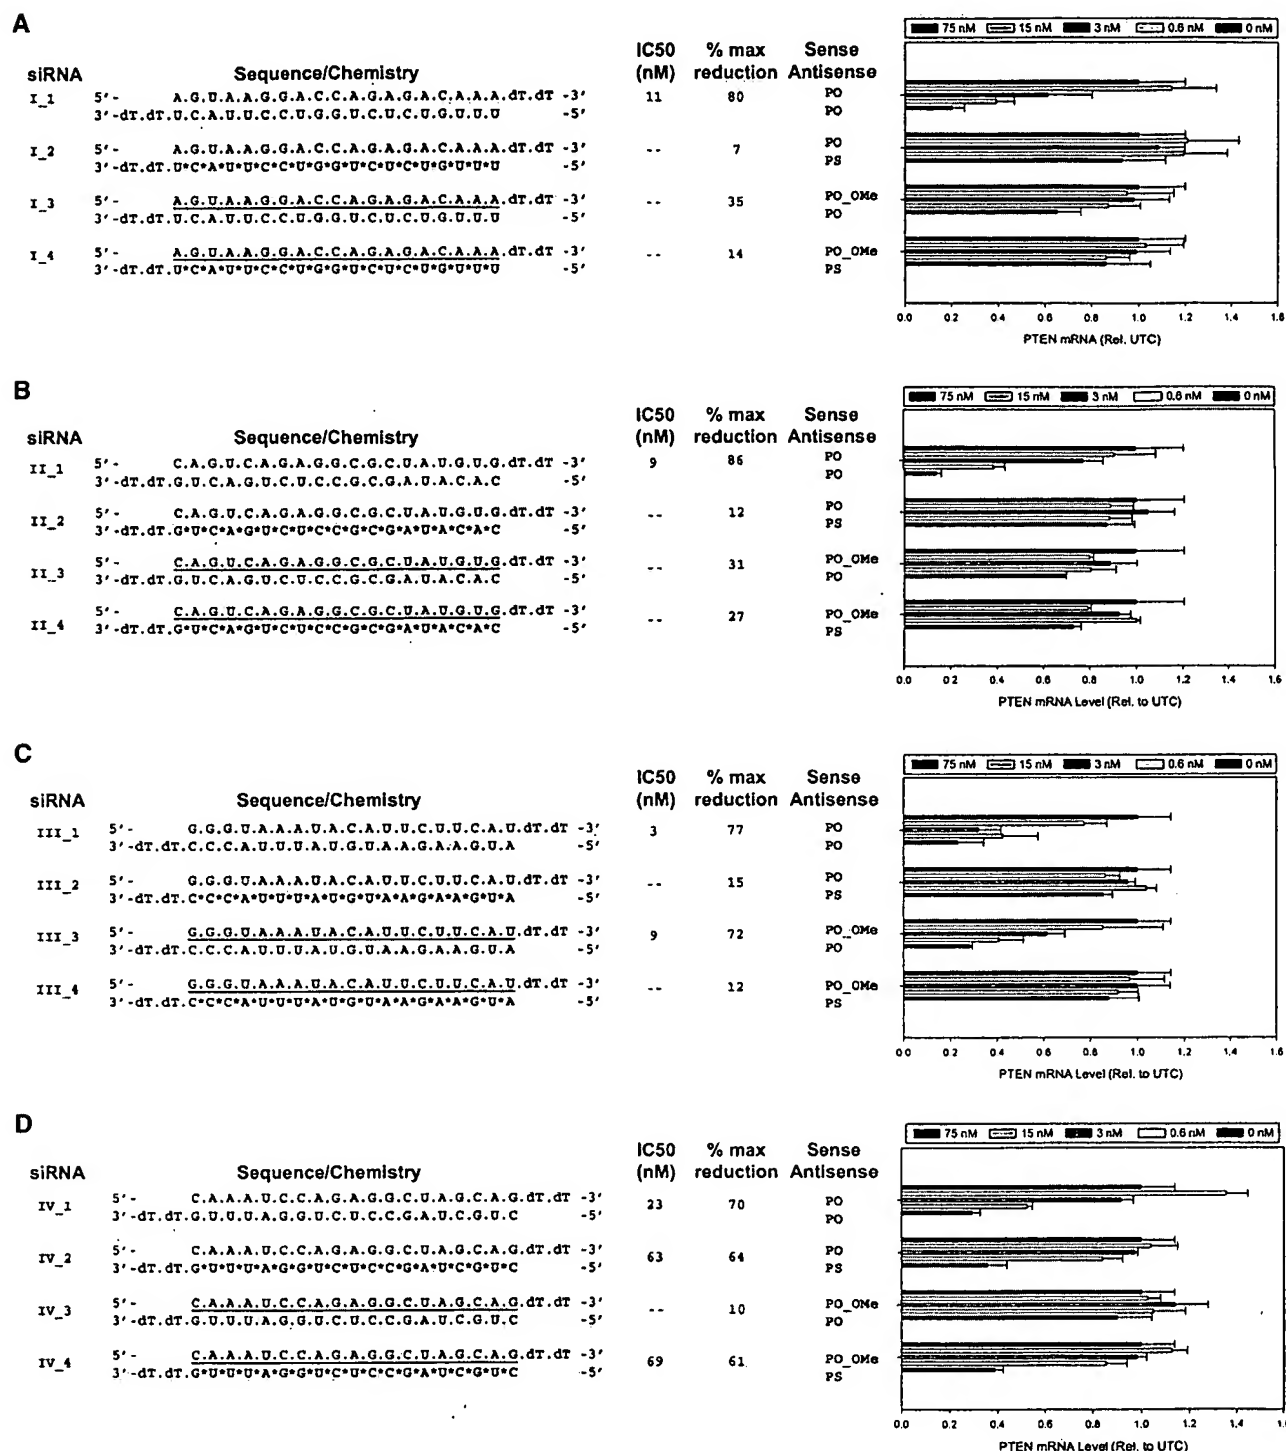 A
75 nM 15 nM 3 nM 0.6 nM 0 nM
IC50 % max Sense
siRNA Sequence/Chemistry (nM) reduction Antisense
I_1 5'- A.G.U.A.A.G.G.A.C.C.A.G.A.G.A.C.A.A.A.dT.dT -3' 11 80 PO
3'-dT.dT.U.C.A.U.U.C.C.U.G.G.U.C.U.C.U.G.U.U.U -5' PO
I_2 5'- A.G.U.A.A.G.G.A.C.C.A.G.A.G.A.C.A.A.A.dT.dT -3' -- 7 PO
3'-dT.dT.U*C*A*U*U*C*C*U*G*G*U*C*U*C*U*G*U*U*U -5' PS
I_3 5'- A.G.U.A.A.G.G.A.C.C.A.G.A.G.A.C.A.A.A.dT.dT -3' -- 35 PO_OMe
3'-dT.dT.U.C.A.U.U.C.C.U.G.G.U.C.U.C.U.G.U.U.U -5' PO
I_4 5'- A.G.U.A.A.G.G.A.C.C.A.G.A.G.A.C.A.A.A.dT.dT -3' -- 14 PO_OMe
3'-dT.dT.U*C*A*U*U*C*C*U*G*G*U*C*U*C*U*G*U*U*U -5' PS
0.0 0.2 0.4 0.6 0.8 1.0 1.2 1.4 1.6
PTEN mRNA (Rel. UTC)
B
75 nM 15 nM 3 nM 0.6 nM 0 nM
IC50 % max Sense
siRNA Sequence/Chemistry (nM) reduction Antisense
II_1 5'- C.A.G.U.C.A.G.A.G.G.C.G.C.U.A.U.G.U.G.dT.dT -3' 9 86 PO
3'-dT.dT.G.U.C.A.G.U.C.U.C.C.G.C.G.A.U.A.C.A.C -5' PO
II_2 5'- C.A.G.U.C.A.G.A.G.G.C.G.C.U.A.U.G.U.G.dT.dT -3' -- 12 PO
3'-dT.dT.G*U*C*A*G*U*C*U*C*C*G*C*G*A*U*A*C*A*C -5' PS
II_3 5'- C.A.G.U.C.A.G.A.G.G.C.G.C.U.A.U.G.U.G.dT.dT -3' -- 31 PO_OMe
3'-dT.dT.G.U.C.A.G.U.C.U.C.C.G.C.G.A.U.A.C.A.C -5' PO
II_4 5'- C.A.G.U.C.A.G.A.G.G.C.G.C.U.A.U.G.U.G.dT.dT -3' -- 27 PO_OMe
3'-dT.dT.G*U*C*A*G*U*C*U*C*C*G*C*G*A*U*A*C*A*C -5' PS
0.0 0.2 0.4 0.6 0.8 1.0 1.2 1.4 1.6
PTEN mRNA Level (Rel. to UTC)
C
75 nM 15 nM 3 nM 0.6 nM 0 nM
IC50 % max Sense
siRNA Sequence/Chemistry (nM) reduction Antisense
III_1 5'- G.G.G.U.A.A.A.U.A.C.A.U.U.C.U.U.C.A.U.dT.dT -3' 3 77 PO
3'-dT.dT.C.C.C.A.U.U.U.A.U.G.U.A.A.G.A.A.G.U.A -5' PO
III_2 5'- G.G.G.U.A.A.A.U.A.C.A.U.U.C.U.U.C.A.U.dT.dT -3' -- 15 PO
3'-dT.dT.C*C*C*A*U*U*U*A*U*G*U*A*A*G*A*A*G*U*A -5' PS
III_3 5'- G.G.G.U.A.A.A.U.A.C.A.U.U.C.U.U.C.A.U.dT.dT -3' 9 72 PO_OMe
3'-dT.dT.C.C.C.A.U.U.U.A.U.G.U.A.A.G.A.A.G.U.A -5' PO
III_4 5'- G.G.G.U.A.A.A.U.A.C.A.U.U.C.U.U.C.A.U.dT.dT -3' -- 12 PO_OMe
3'-dT.dT.C*C*C*A*U*U*U*A*U*G*U*A*A*G*A*A*G*U*A -5' PS
0.0 0.2 0.4 0.6 0.8 1.0 1.2 1.4 1.6
PTEN mRNA Level (Rel. to UTC)
D
75 nM 15 nM 3 nM 0.6 nM 0 nM
IC50 % max Sense
siRNA Sequence/Chemistry (nM) reduction Antisense
IV_1 5'- C.A.A.A.U.C.C.A.G.A.G.G.C.U.A.G.C.A.G.dT.dT -3' 23 70 PO
3'-dT.dT.G.U.U.U.A.G.G.U.C.U.C.C.G.A.U.C.G.U.C -5' PO
IV_2 5'- C.A.A.A.U.C.C.A.G.A.G.G.C.U.A.G.C.A.G.dT.dT -3' 63 64 PO
3'-dT.dT.G*U*U*U*A*G*G*U*C*U*C*C*G*A*U*C*G*U*C -5' PS
IV_3 5'- C.A.A.A.U.C.C.A.G.A.G.G.C.U.A.G.C.A.G.dT.dT -3' -- 10 PO_OMe
3'-dT.dT.G.U.U.U.A.G.G.U.C.U.C.C.G.A.U.C.G.U.C -5' PO
IV_4 5'- C.A.A.A.U.C.C.A.G.A.G.G.C.U.A.G.C.A.G.dT.dT -3' 69 61 PO_OMe
3'-dT.dT.G*U*U*U*A*G*G*U*C*U*C*C*G*A*U*C*G*U*C -5' PS
0.0 0.2 0.4 0.6 0.8 1.0 1.2 1.4 1.6
PTEN mRNA Level (Rel. to UTC)